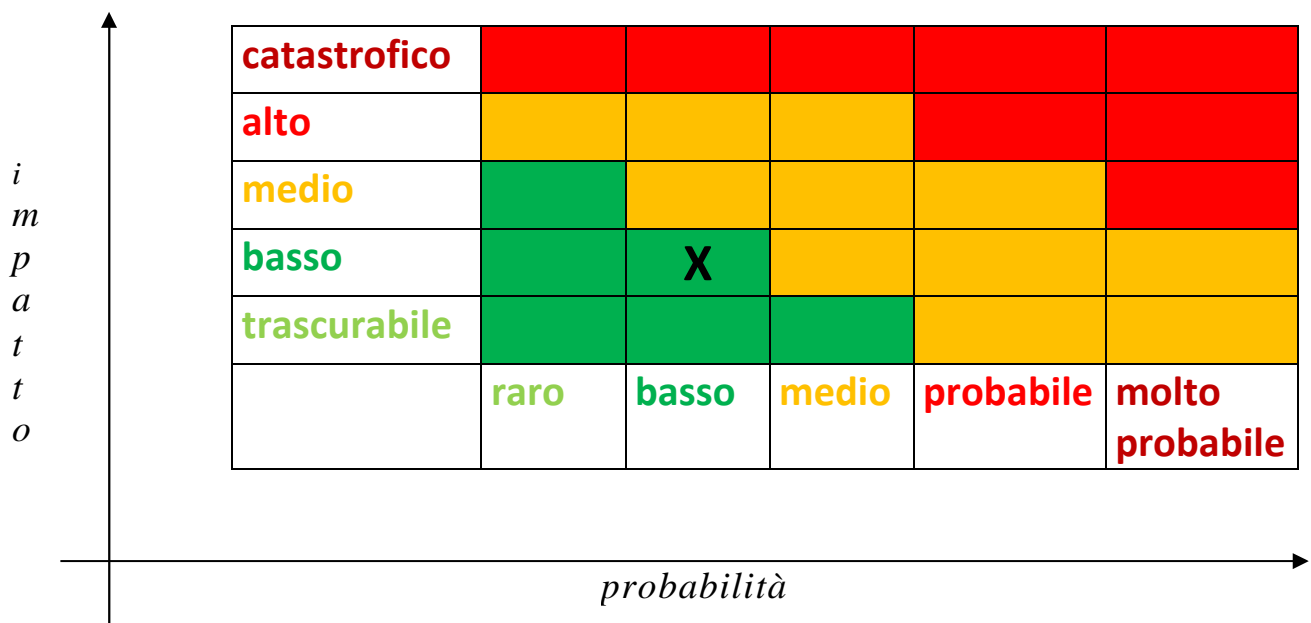 catastrofico
alto
medio
basso X
trascurabile
raro basso medio probabile molto
probabile
i
m
p
a
t
t
o
probabilità